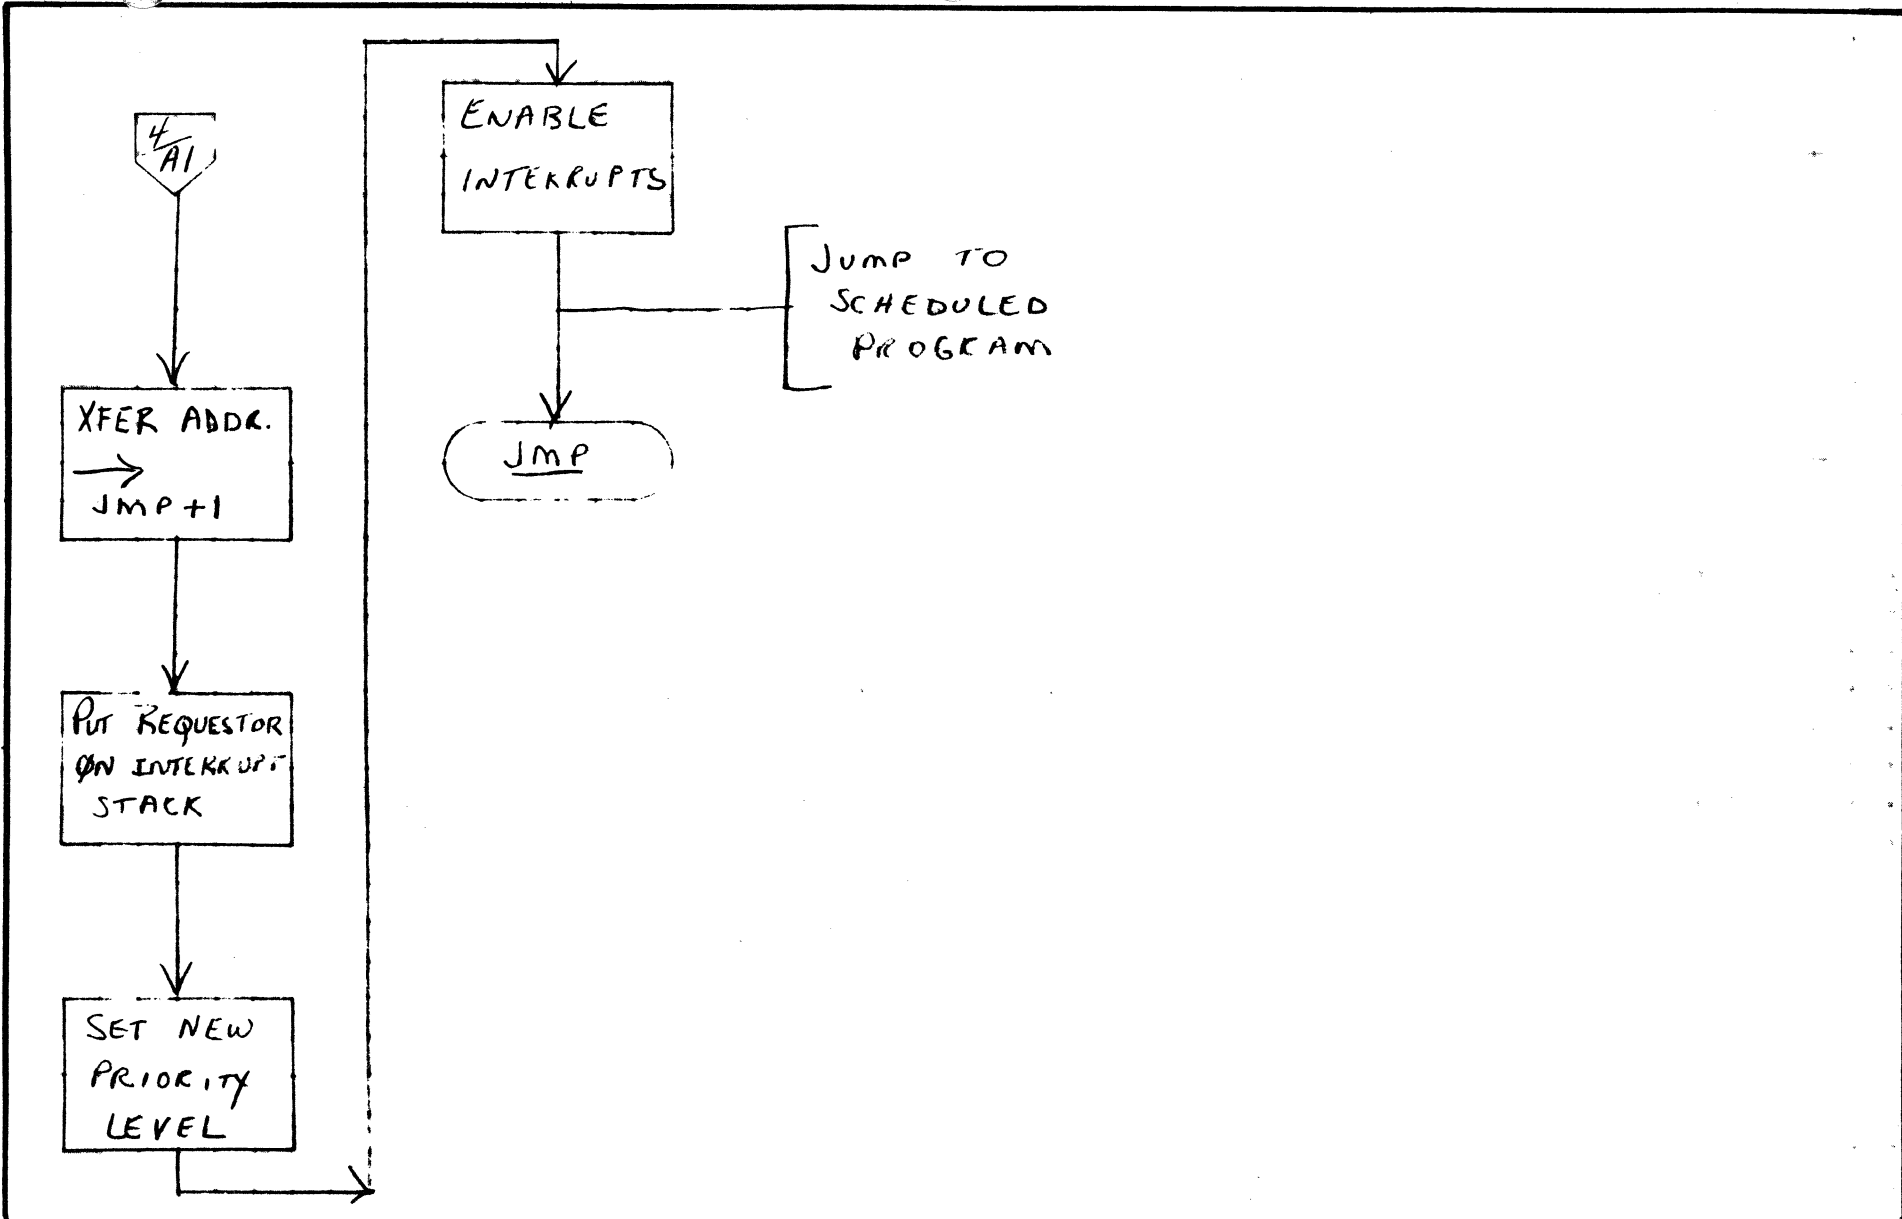 4/A1
XFER ADDR.
→
JMP+1
PUT REQUESTOR
ØN INTERRUPT
STACK
SET NEW
PRIORITY
LEVEL
ENABLE
INTERRUPTS
JUMP TO
SCHEDULED
PROGRAM
JMP